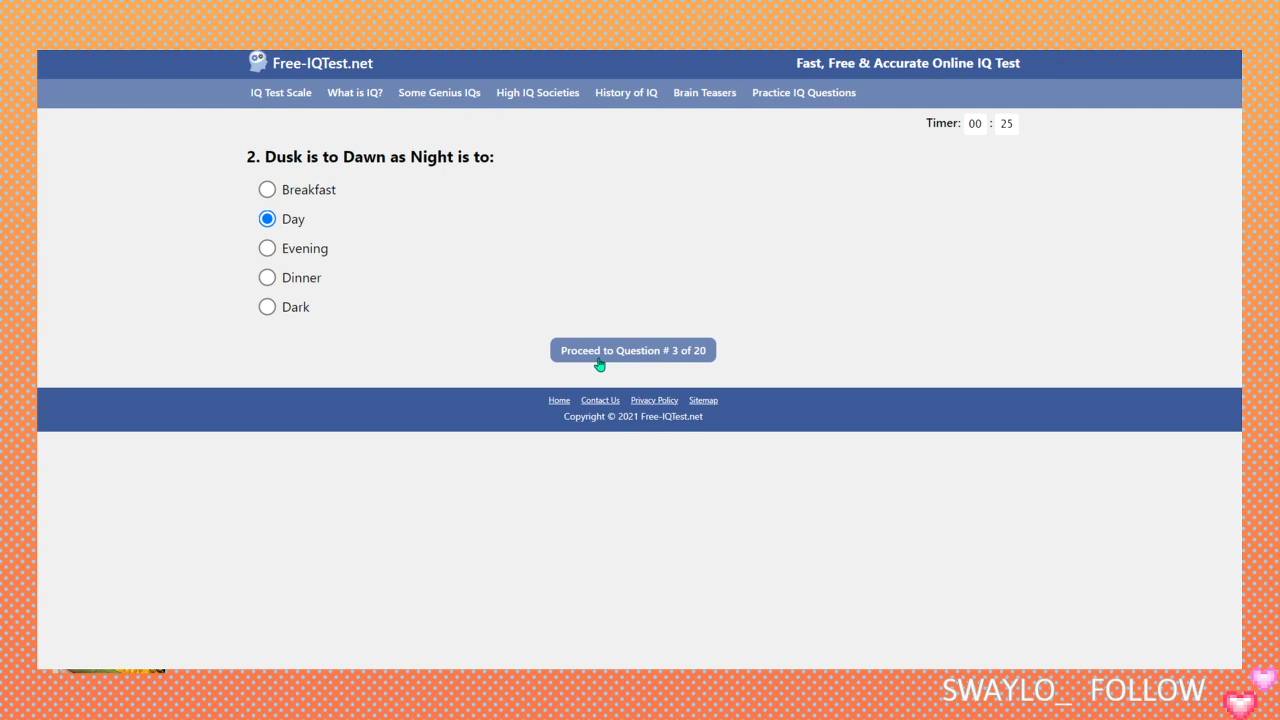 Free-IQTest.net
Fast, Free & Accurate Online IQ Test
IQ Test Scale What is IQ? Some Genius IQs High IQ Societies History of IQ Brain Teasers Practice IQ Questions
Timer: 00 : 25
2. Dusk is to Dawn as Night is to:
Breakfast
Day
Evening
Dinner
Dark
Proceed to Question # 3 of 20
Home Contact Us Privacy Policy Sitemap
Copyright © 2021 Free-IQTest.net
SWAYLO_ FOLLOW